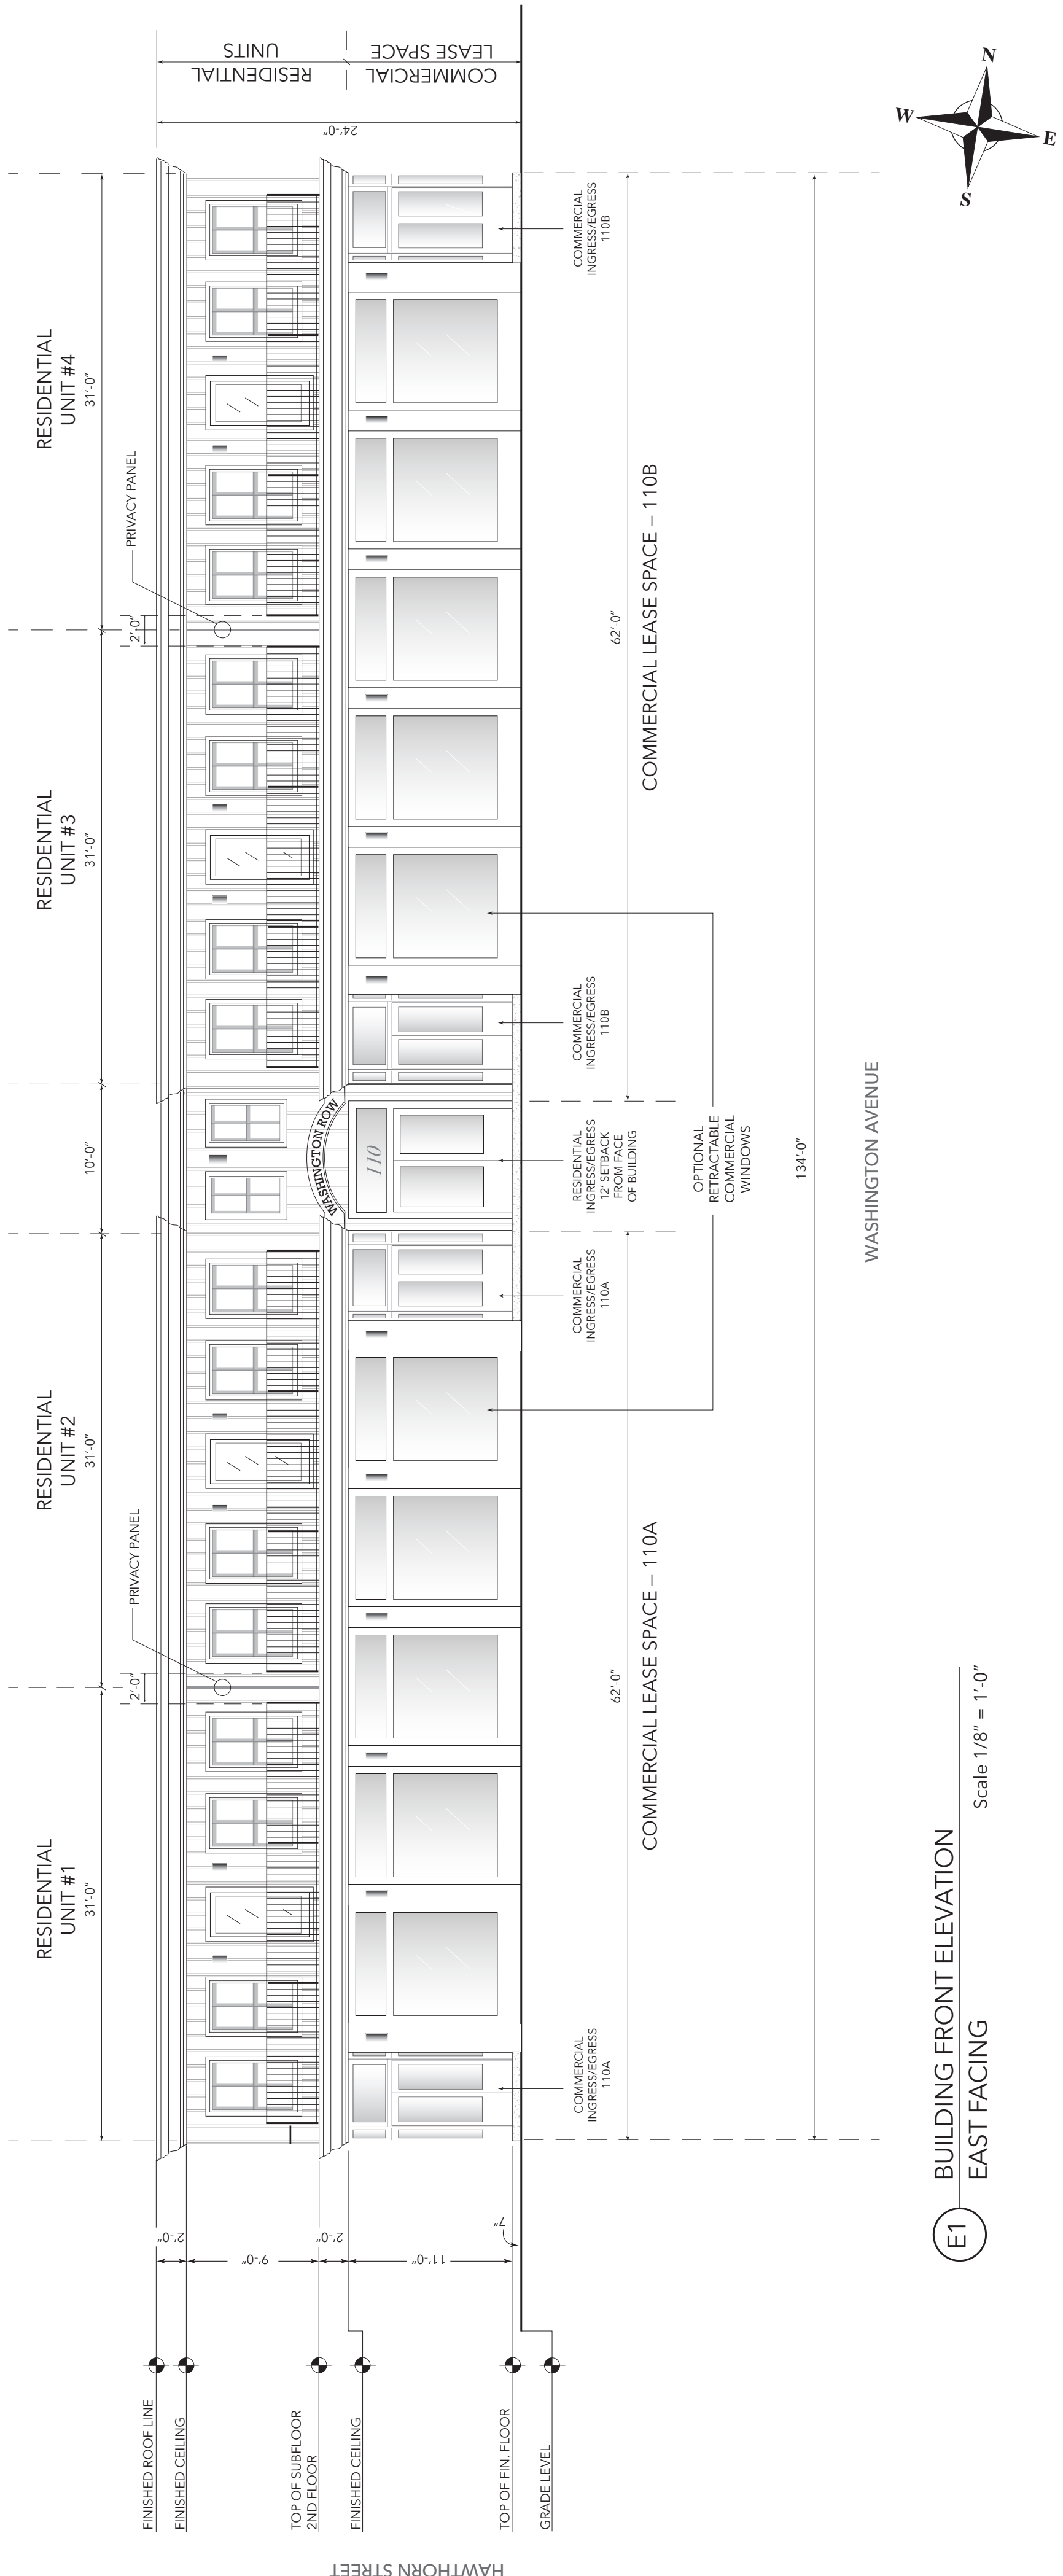 RESIDENTIAL
UNIT #1
31'-0"
RESIDENTIAL
UNIT #2
31'-0"
10'-0"
RESIDENTIAL
UNIT #3
31'-0"
RESIDENTIAL
UNIT #4
31'-0"
PRIVACY PANEL
2'-0"
PRIVACY PANEL
2'-0"
RESIDENTIAL
UNITS
COMMERCIAL
LEASE SPACE
24'-0"
FINISHED ROOF LINE
FINISHED CEILING
TOP OF SUBFLOOR
2ND FLOOR
FINISHED CEILING
TOP OF FIN. FLOOR
GRADE LEVEL
2'-0"
9'-0"
2'-0"
11'-0"
7"
HAWTHORN STREET
WASHINGTON ROW
110
COMMERCIAL
INGRESS/EGRESS
110A
COMMERCIAL
INGRESS/EGRESS
110A
RESIDENTIAL
INGRESS/EGRESS
12' SETBACK
FROM FACE
OF BUILDING
COMMERCIAL
INGRESS/EGRESS
110B
COMMERCIAL
INGRESS/EGRESS
110B
62'-0"
COMMERCIAL LEASE SPACE – 110A
62'-0"
COMMERCIAL LEASE SPACE – 110B
OPTIONAL
RETRACTABLE
COMMERCIAL
WINDOWS
134'-0"
WASHINGTON AVENUE
E1
BUILDING FRONT ELEVATION
EAST FACING
Scale 1/8" = 1'-0"
N
W
E
S